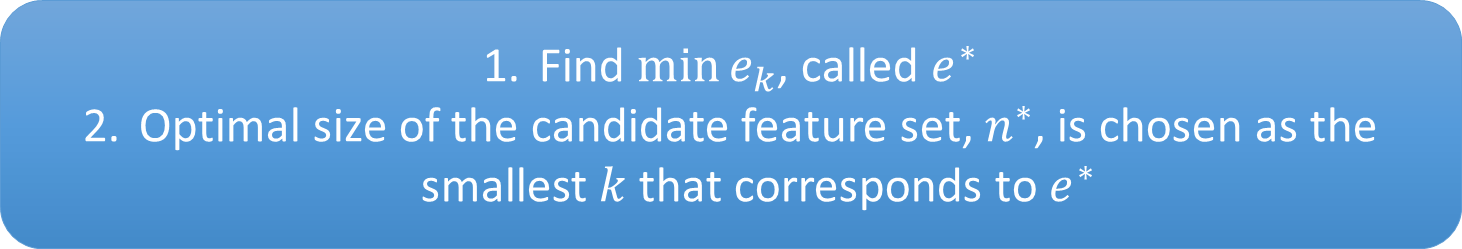 1. Find min eₖ, called e*
2. Optimal size of the candidate feature set, n*, is chosen as the
smallest k that corresponds to e*